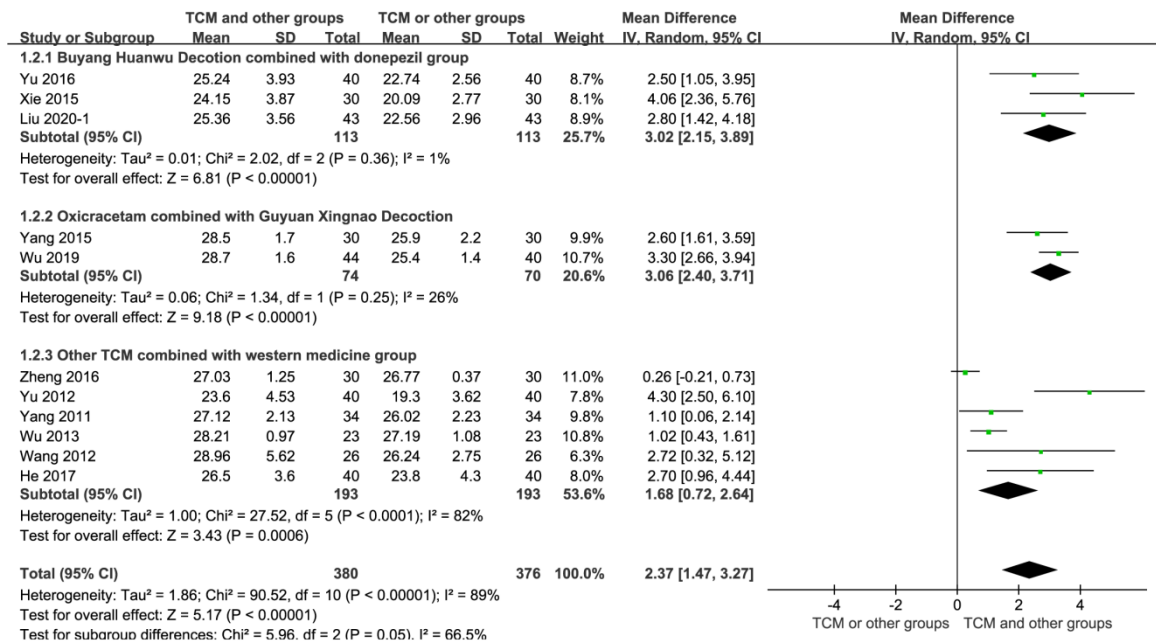 TCM and other groups TCM or other groups Mean Difference Mean Difference
Study or Subgroup Mean SD Total Mean SD Total Weight IV, Random, 95% CI IV, Random, 95% CI
1.2.1 Buyang Huanwu Decotion combined with donepezil group
Yu 2016 25.24 3.93 40 22.74 2.56 40 8.7% 2.50 [1.05, 3.95]
Xie 2015 24.15 3.87 30 20.09 2.77 30 8.1% 4.06 [2.36, 5.76]
Liu 2020-1 25.36 3.56 43 22.56 2.96 43 8.9% 2.80 [1.42, 4.18]
Subtotal (95% CI) 113 113 25.7% 3.02 [2.15, 3.89]
Heterogeneity: Tau² = 0.01; Chi² = 2.02, df = 2 (P = 0.36); I² = 1%
Test for overall effect: Z = 6.81 (P < 0.00001)
1.2.2 Oxicracetam combined with Guyuan Xingnao Decoction
Yang 2015 28.5 1.7 30 25.9 2.2 30 9.9% 2.60 [1.61, 3.59]
Wu 2019 28.7 1.6 44 25.4 1.4 40 10.7% 3.30 [2.66, 3.94]
Subtotal (95% CI) 74 70 20.6% 3.06 [2.40, 3.71]
Heterogeneity: Tau² = 0.06; Chi² = 1.34, df = 1 (P = 0.25); I² = 26%
Test for overall effect: Z = 9.18 (P < 0.00001)
1.2.3 Other TCM combined with western medicine group
Zheng 2016 27.03 1.25 30 26.77 0.37 30 11.0% 0.26 [-0.21, 0.73]
Yu 2012 23.6 4.53 40 19.3 3.62 40 7.8% 4.30 [2.50, 6.10]
Yang 2011 27.12 2.13 34 26.02 2.23 34 9.8% 1.10 [0.06, 2.14]
Wu 2013 28.21 0.97 23 27.19 1.08 23 10.8% 1.02 [0.43, 1.61]
Wang 2012 28.96 5.62 26 26.24 2.75 26 6.3% 2.72 [0.32, 5.12]
He 2017 26.5 3.6 40 23.8 4.3 40 8.0% 2.70 [0.96, 4.44]
Subtotal (95% CI) 193 193 53.6% 1.68 [0.72, 2.64]
Heterogeneity: Tau² = 1.00; Chi² = 27.52, df = 5 (P < 0.0001); I² = 82%
Test for overall effect: Z = 3.43 (P = 0.0006)
Total (95% CI) 380 376 100.0% 2.37 [1.47, 3.27]
Heterogeneity: Tau² = 1.86; Chi² = 90.52, df = 10 (P < 0.00001); I² = 89%
Test for overall effect: Z = 5.17 (P < 0.00001)
Test for subgroup differences: Chi² = 5.96, df = 2 (P = 0.05), I² = 66.5%
-4 -2 0 2 4
TCM or other groups TCM and other groups